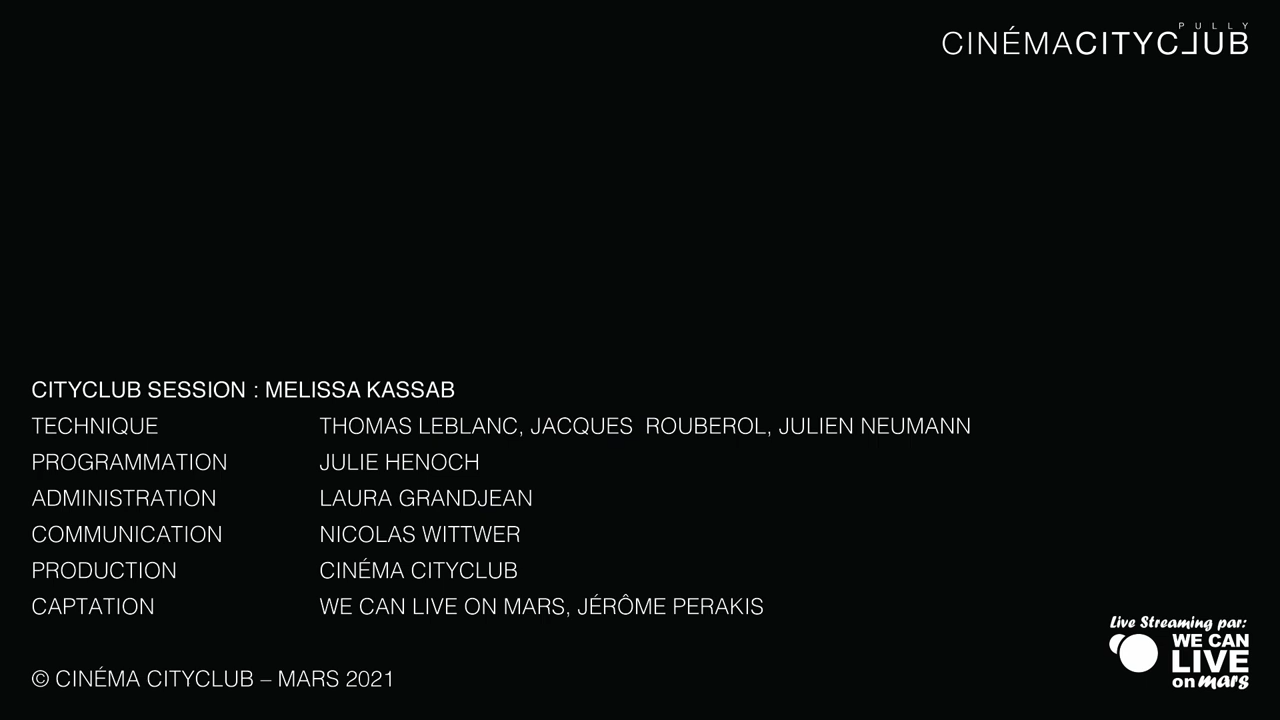 PULLY
CINÉMACITYCLUB
CITYCLUB SESSION : MELISSA KASSAB
TECHNIQUE THOMAS LEBLANC, JACQUES ROUBEROL, JULIEN NEUMANN
PROGRAMMATION JULIE HENOCH
ADMINISTRATION LAURA GRANDJEAN
COMMUNICATION NICOLAS WITTWER
PRODUCTION CINÉMA CITYCLUB
CAPTATION WE CAN LIVE ON MARS, JÉRÔME PERAKIS
© CINÉMA CITYCLUB – MARS 2021
Live Streaming par:
WE CAN
LIVE
on mars